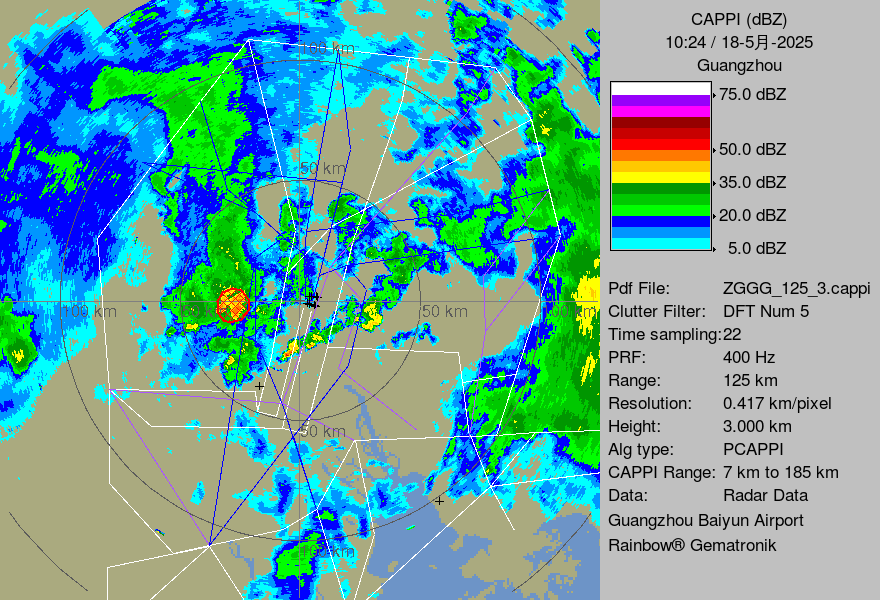 CAPPI (dBZ)
10:24 / 18-5月-2025
Guangzhou
75.0 dBZ
50.0 dBZ
35.0 dBZ
20.0 dBZ
5.0 dBZ
Pdf File: ZGGG_125_3.cappi
Clutter Filter: DFT Num 5
Time sampling:22
PRF: 400 Hz
Range: 125 km
Resolution: 0.417 km/pixel
Height: 3.000 km
Alg type: PCAPPI
CAPPI Range: 7 km to 185 km
Data: Radar Data
Guangzhou Baiyun Airport
Rainbow® Gematronik
100 km
50 km
100 km
50 km
50 km
100 km